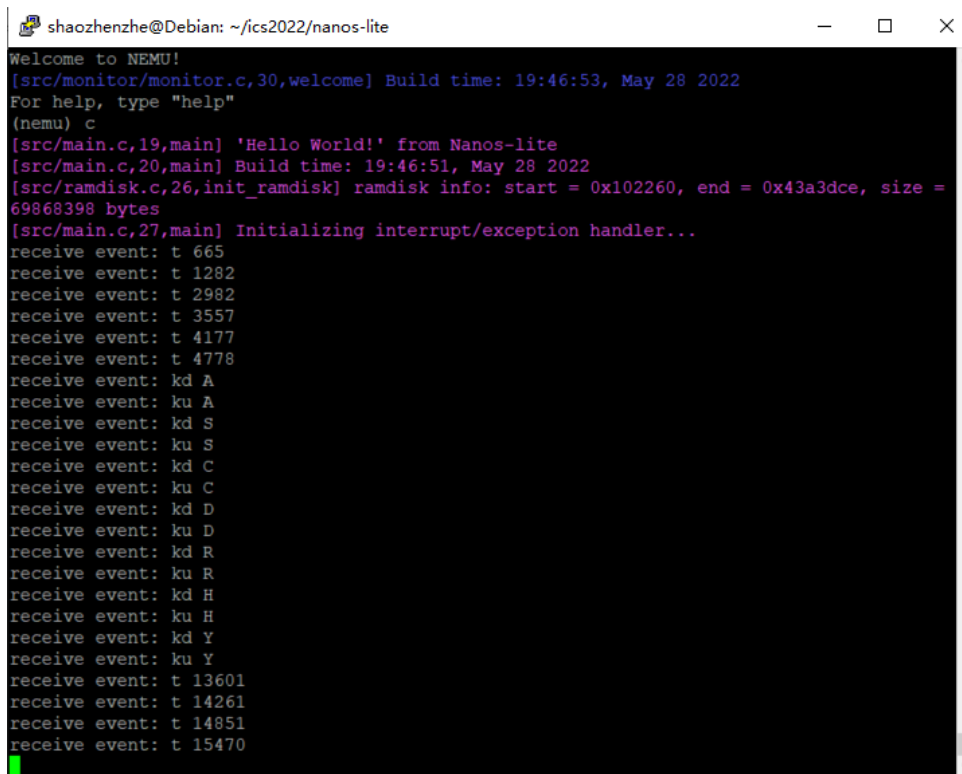 shaozhenzhe@Debian: ~/ics2022/nanos-lite
Welcome to NEMU!
[src/monitor/monitor.c,30,welcome] Build time: 19:46:53, May 28 2022
For help, type "help"
(nemu) c
[src/main.c,19,main] 'Hello World!' from Nanos-lite
[src/main.c,20,main] Build time: 19:46:51, May 28 2022
[src/ramdisk.c,26,init_ramdisk] ramdisk info: start = 0x102260, end = 0x43a3dce, size =
69868398 bytes
[src/main.c,27,main] Initializing interrupt/exception handler...
receive event: t 665
receive event: t 1282
receive event: t 2982
receive event: t 3557
receive event: t 4177
receive event: t 4778
receive event: kd A
receive event: ku A
receive event: kd S
receive event: ku S
receive event: kd C
receive event: ku C
receive event: kd D
receive event: ku D
receive event: kd R
receive event: ku R
receive event: kd H
receive event: ku H
receive event: kd Y
receive event: ku Y
receive event: t 13601
receive event: t 14261
receive event: t 14851
receive event: t 15470